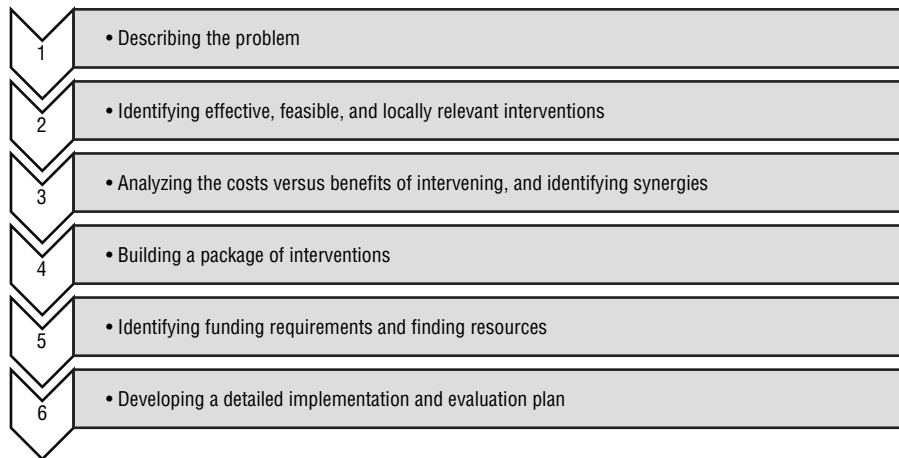 1
• Describing the problem
2
• Identifying effective, feasible, and locally relevant interventions
3
• Analyzing the costs versus benefits of intervening, and identifying synergies
4
• Building a package of interventions
5
• Identifying funding requirements and finding resources
6
• Developing a detailed implementation and evaluation plan